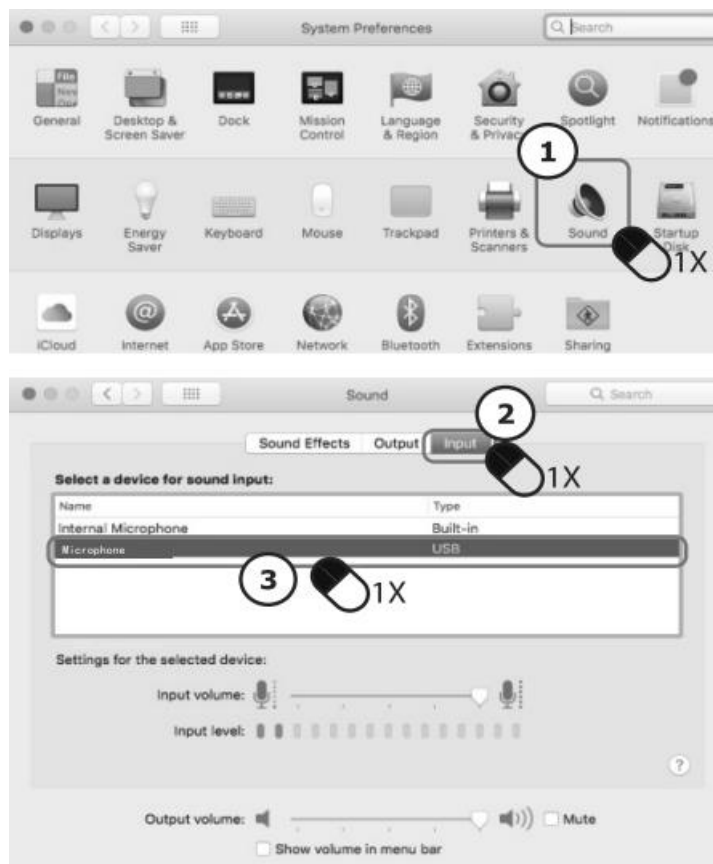 System Preferences
Search
General
Desktop & Screen Saver
Dock
Mission Control
Language & Region
Security & Privacy
Spotlight
Notifications
1
Displays
Energy Saver
Keyboard
Mouse
Trackpad
Printers & Scanners
Sound
Startup Disk
1X
iCloud
Internet
App Store
Network
Bluetooth
Extensions
Sharing
Sound
Search
2
Sound Effects Output Input
1X
Select a device for sound input:
Name Type
Internal Microphone Built-in
Microphone USB
3
1X
Settings for the selected device:
Input volume:
Input level:
?
Output volume: Mute
Show volume in menu bar